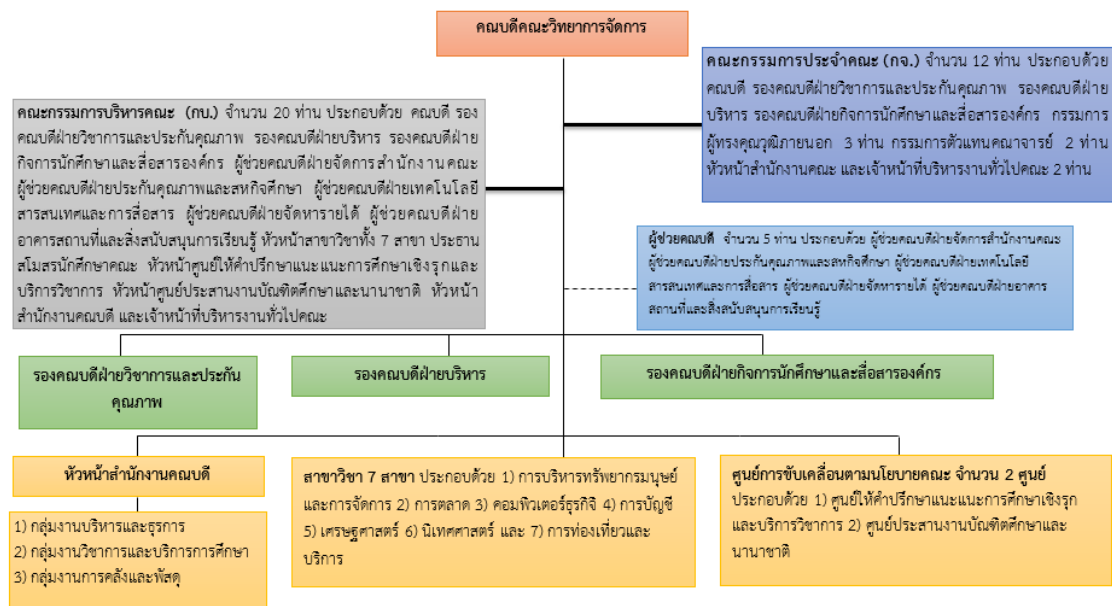 คณบดีคณะวิทยาการจัดการ
คณะกรรมการประจำคณะ (กจ.) จำนวน 12 ท่าน ประกอบด้วย
คณบดี รองคณบดีฝ่ายวิชาการและประกันคุณภาพ รองคณบดีฝ่าย
บริหาร รองคณบดีฝ่ายกิจการนักศึกษาและสื่อสารองค์กร กรรมการ
ผู้ทรงคุณวุฒิภายนอก 3 ท่าน กรรมการตัวแทนคณาจารย์ 2 ท่าน
หัวหน้าสำนักงานคณะ และเจ้าหน้าที่บริหารงานทั่วไปคณะ 2 ท่าน
คณะกรรมการบริหารคณะ (กบ.) จำนวน 20 ท่าน ประกอบด้วย คณบดี รอง
คณบดีฝ่ายวิชาการและประกันคุณภาพ รองคณบดีฝ่ายบริหาร รองคณบดีฝ่าย
กิจการนักศึกษาและสื่อสารองค์กร ผู้ช่วยคณบดีฝ่ายจัดการสำนักงานคณะ
ผู้ช่วยคณบดีฝ่ายประกันคุณภาพและสหกิจศึกษา ผู้ช่วยคณบดีฝ่ายเทคโนโลยี
สารสนเทศและการสื่อสาร ผู้ช่วยคณบดีฝ่ายจัดหารายได้ ผู้ช่วยคณบดีฝ่าย
อาคารสถานที่และสิ่งสนับสนุนการเรียนรู้ หัวหน้าสาขาวิชาทั้ง 7 สาขา ประธาน
สโมสรนักศึกษาคณะ หัวหน้าศูนย์ให้คำปรึกษาแนะแนะการศึกษาเชิงรุกและ
บริการวิชาการ หัวหน้าศูนย์ประสานงานบัณฑิตศึกษาและนานาชาติ หัวหน้า
สำนักงานคณบดี และเจ้าหน้าที่บริหารงานทั่วไปคณะ
ผู้ช่วยคณบดี จำนวน 5 ท่าน ประกอบด้วย ผู้ช่วยคณบดีฝ่ายจัดการสำนักงานคณะ
ผู้ช่วยคณบดีฝ่ายประกันคุณภาพและสหกิจศึกษา ผู้ช่วยคณบดีฝ่ายเทคโนโลยี
สารสนเทศและการสื่อสาร ผู้ช่วยคณบดีฝ่ายจัดหารายได้ ผู้ช่วยคณบดีฝ่ายอาคาร
สถานที่และสิ่งสนับสนุนการเรียนรู้
รองคณบดีฝ่ายวิชาการและประกัน
คุณภาพ
รองคณบดีฝ่ายบริหาร
รองคณบดีฝ่ายกิจการนักศึกษาและสื่อสารองค์กร
หัวหน้าสำนักงานคณบดี
1) กลุ่มงานบริหารและธุรการ
2) กลุ่มงานวิชาการและบริการการศึกษา
3) กลุ่มงานการคลังและพัสดุ
สาขาวิชา 7 สาขา ประกอบด้วย 1) การบริหารทรัพยากรมนุษย์
และการจัดการ 2) การตลาด 3) คอมพิวเตอร์ธุรกิจิ 4) การบัญชี
5) เศรษฐศาสตร์ 6) นิเทศศาสตร์ และ 7) การท่องเที่ยวและ
บริการ
ศูนย์การขับเคลื่อนตามนโยบายคณะ จำนวน 2 ศูนย์
ประกอบด้วย 1) ศูนย์ให้คำปรึกษาแนะแนะการศึกษาเชิงรุก
และบริการวิชาการ 2) ศูนย์ประสานงานบัณฑิตศึกษาและ
นานาชาติ